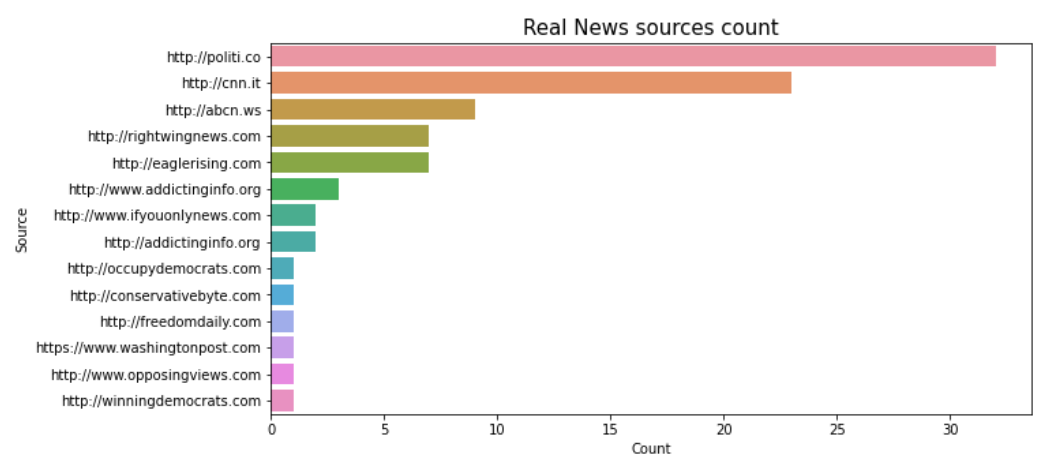 Real News sources count
http://politi.co
http://cnn.it
http://abcn.ws
http://rightwingnews.com
http://eaglerising.com
http://www.addictinginfo.org
http://www.ifyouonlynews.com
http://addictinginfo.org
http://occupydemocrats.com
http://conservativebyte.com
http://freedomdaily.com
https://www.washingtonpost.com
http://www.opposingviews.com
http://winningdemocrats.com
Source
0 5 10 15 20 25 30
Count